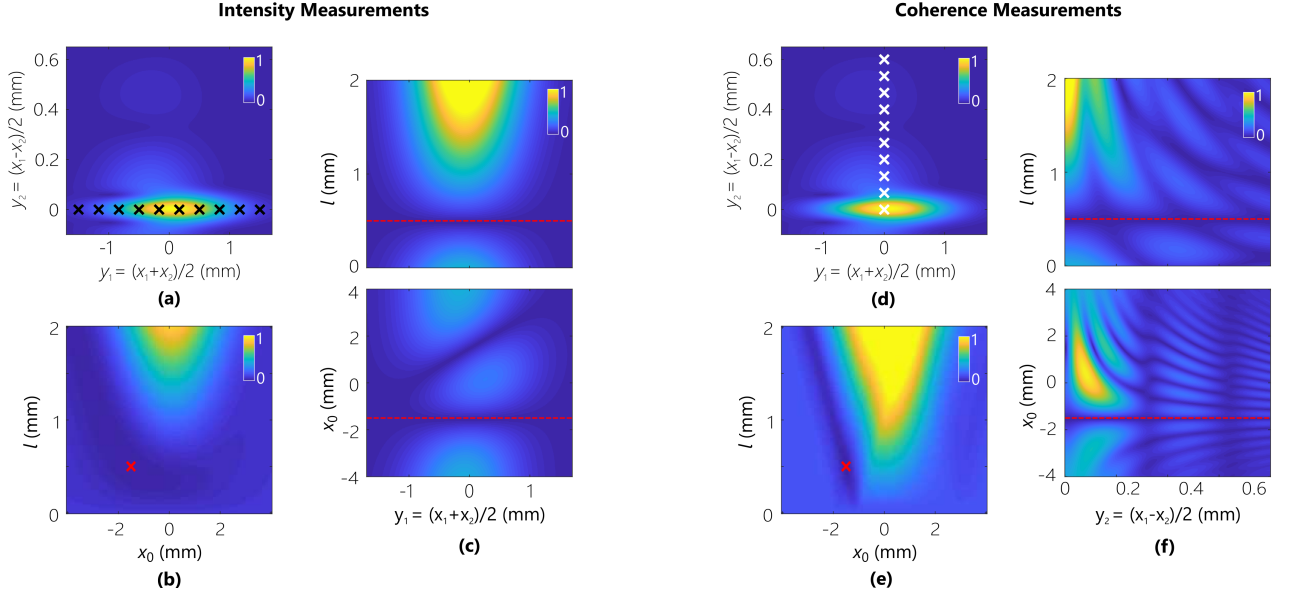 Intensity Measurements
Coherence Measurements
y₂ = (x₁-x₂)/2 (mm)
0.6
0.4
0.2
0
-1
0
1
1
0
y₁ = (x₁+x₂)/2 (mm)
(a)
l (mm)
2
1
0
-2
0
2
1
0
x₀ (mm)
(b)
l (mm)
2
1
0
1
0
x₀ (mm)
4
2
0
-2
-4
-1
0
1
y₁ = (x₁+x₂)/2 (mm)
(c)
y₂ = (x₁-x₂)/2 (mm)
0.6
0.4
0.2
0
-1
0
1
1
0
y₁ = (x₁+x₂)/2 (mm)
(d)
l (mm)
2
1
0
-2
0
2
1
0
x₀ (mm)
(e)
l (mm)
2
1
0
1
0
x₀ (mm)
4
2
0
-2
-4
0
0.2
0.4
0.6
y₂ = (x₁-x₂)/2 (mm)
(f)